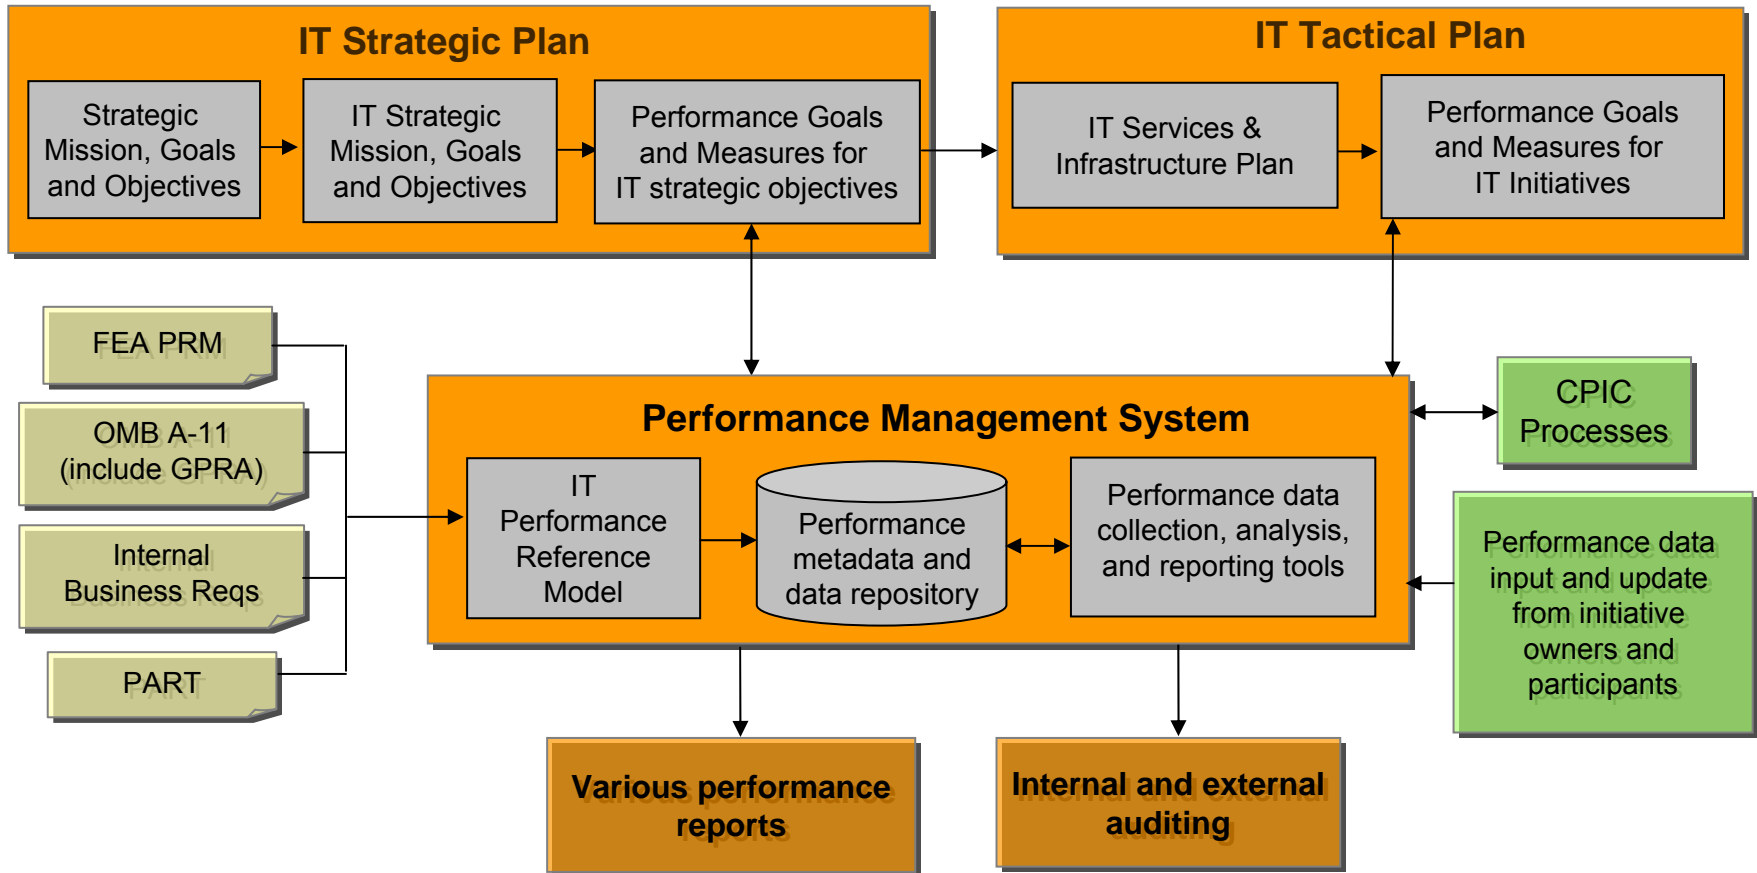 IT Strategic Plan
Strategic
Mission, Goals
and Objectives
IT Strategic
Mission, Goals
and Objectives
Performance Goals
and Measures for
IT strategic objectives
IT Tactical Plan
IT Services &
Infrastructure Plan
Performance Goals
and Measures for
IT Initiatives
FEA PRM
OMB A-11
(include GPRA)
Internal
Business Reqs
PART
Performance Management System
IT
Performance
Reference
Model
Performance
metadata and
data repository
Performance data
collection, analysis,
and reporting tools
CPIC
Processes
Performance data
input and update
from initiative
owners and
participants
Various performance
reports
Internal and external
auditing